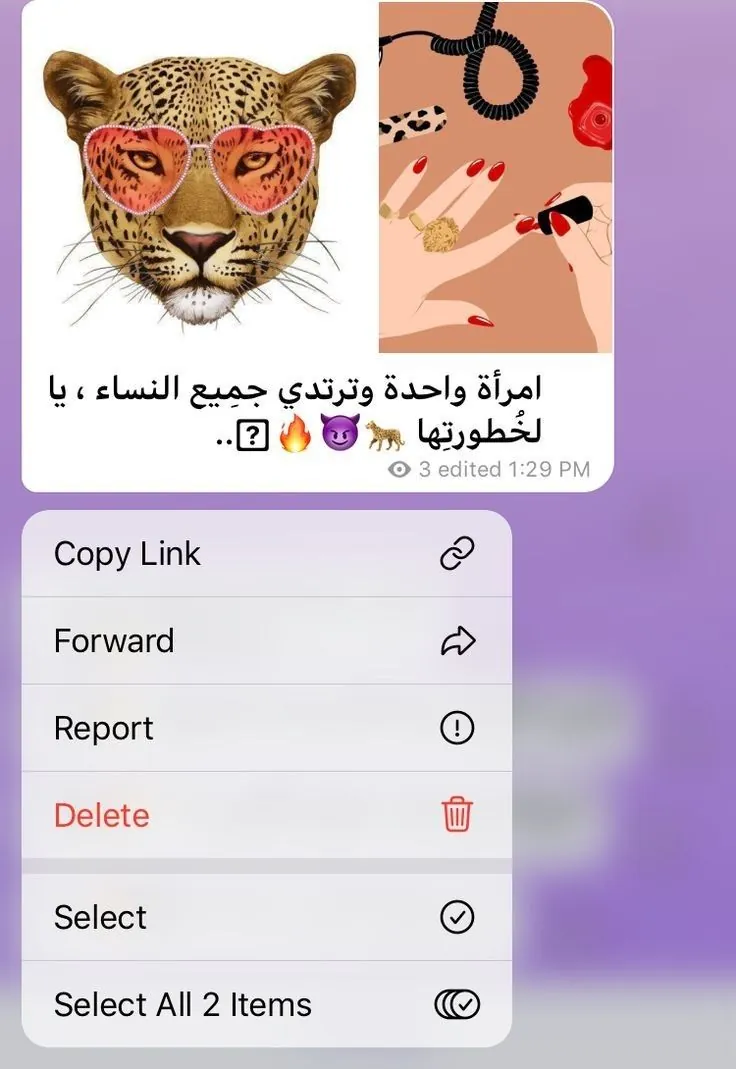 امرأة واحدة وترتدي جمِيع النساء ، يا
لخُطورتِها 🐆😈🔥⍰..
3 edited 1:29 PM
Copy Link
Forward
Report
Delete
Select
Select All 2 Items